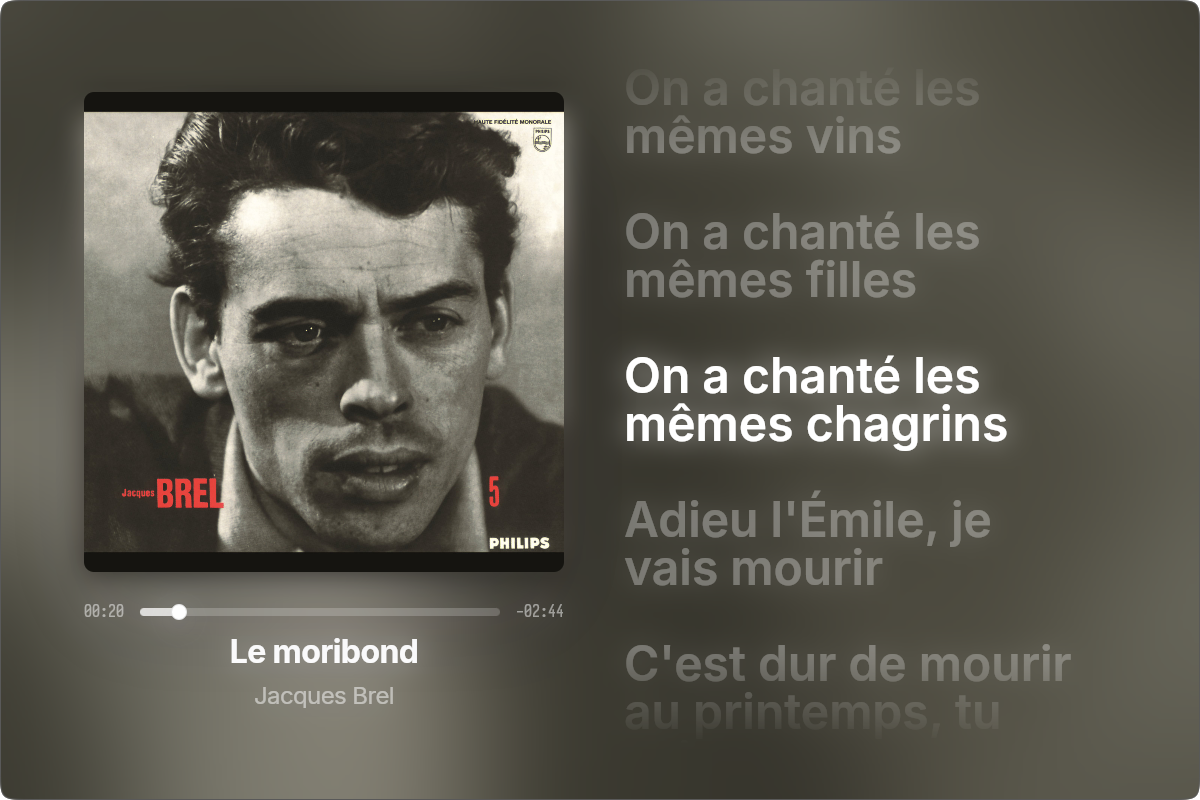 HAUTE FIDÉLITÉ MONORALE
PHILIPS
Jacques BREL
5
PHILIPS
00:20
-02:44
Le moribond
Jacques Brel
On a chanté les
mêmes vins
On a chanté les
mêmes filles
On a chanté les
mêmes chagrins
Adieu l'Émile, je
vais mourir
C'est dur de mourir
au printemps, tu